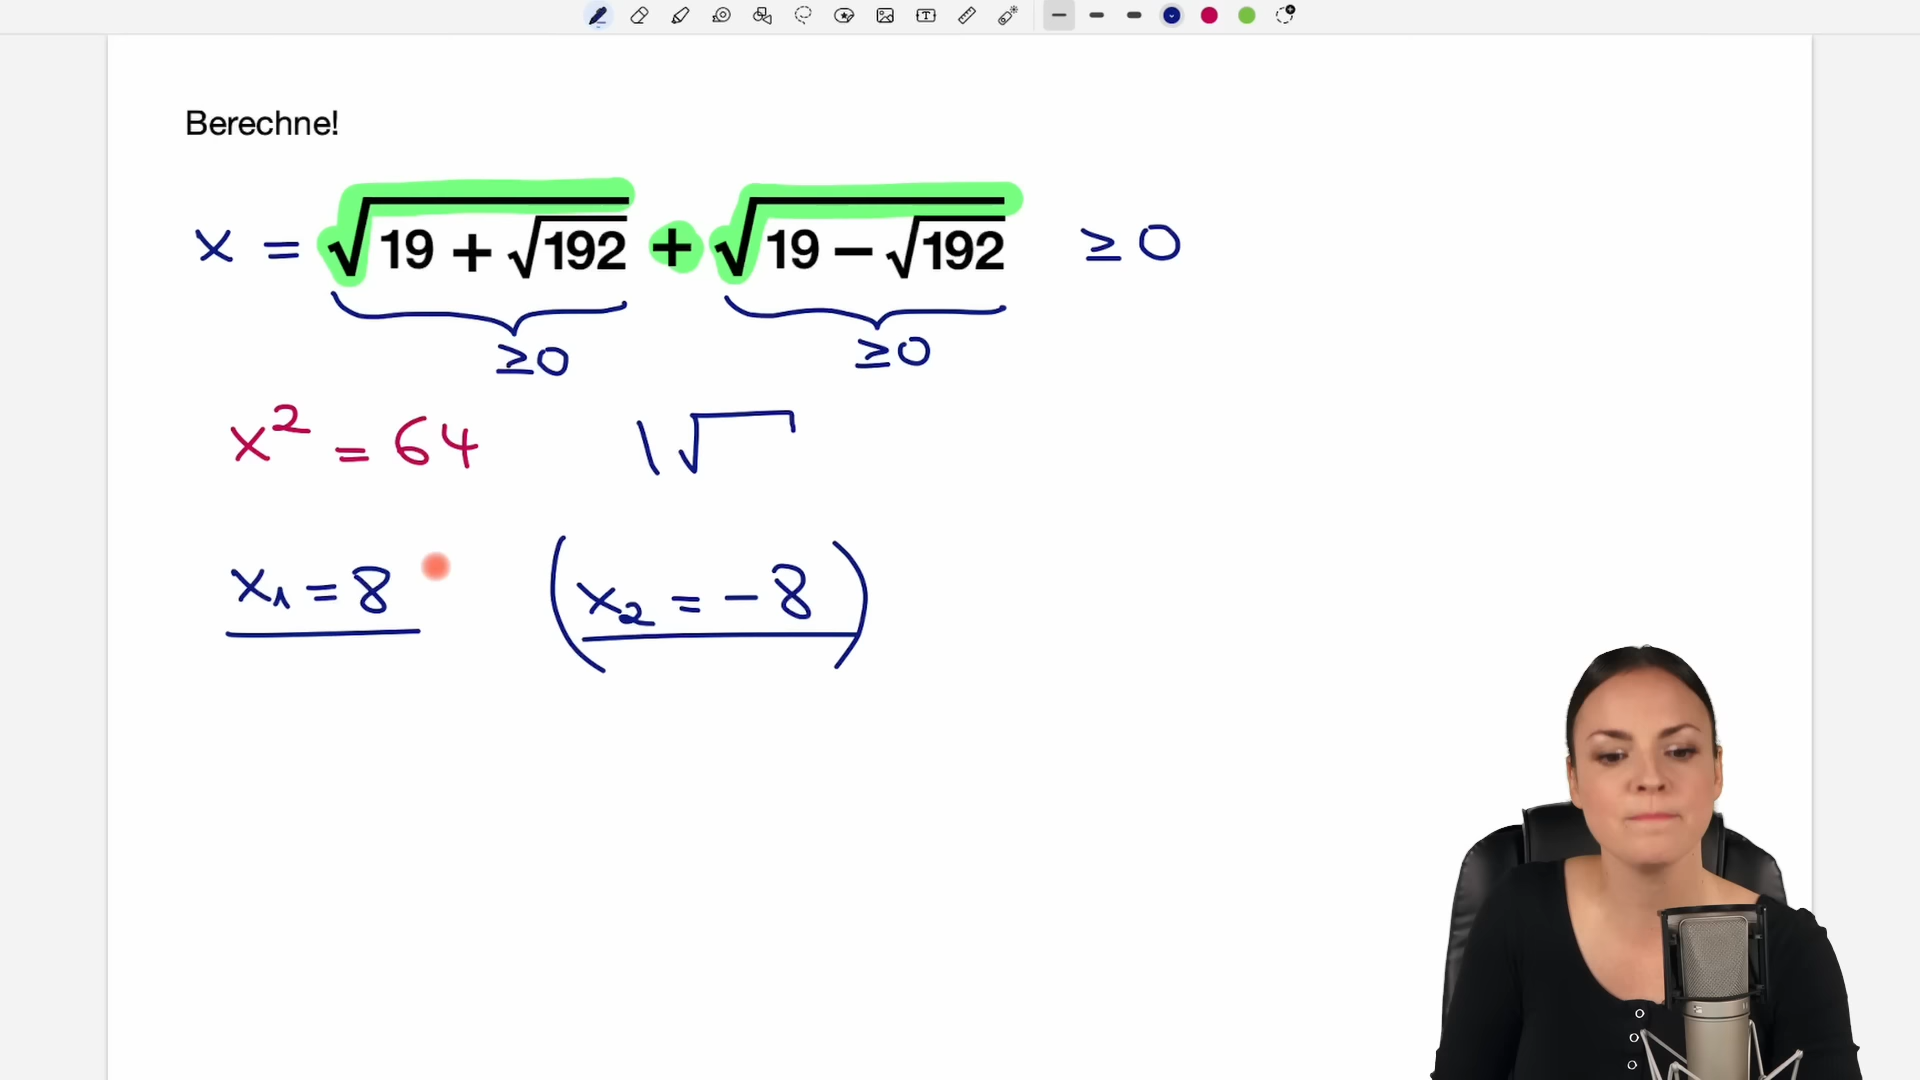 Berechne!
x = √(19 + √192) + √(19 − √192) ≥ 0
≥0 ≥0
x² = 64 |√
x₁ = 8 (x₂ = −8)